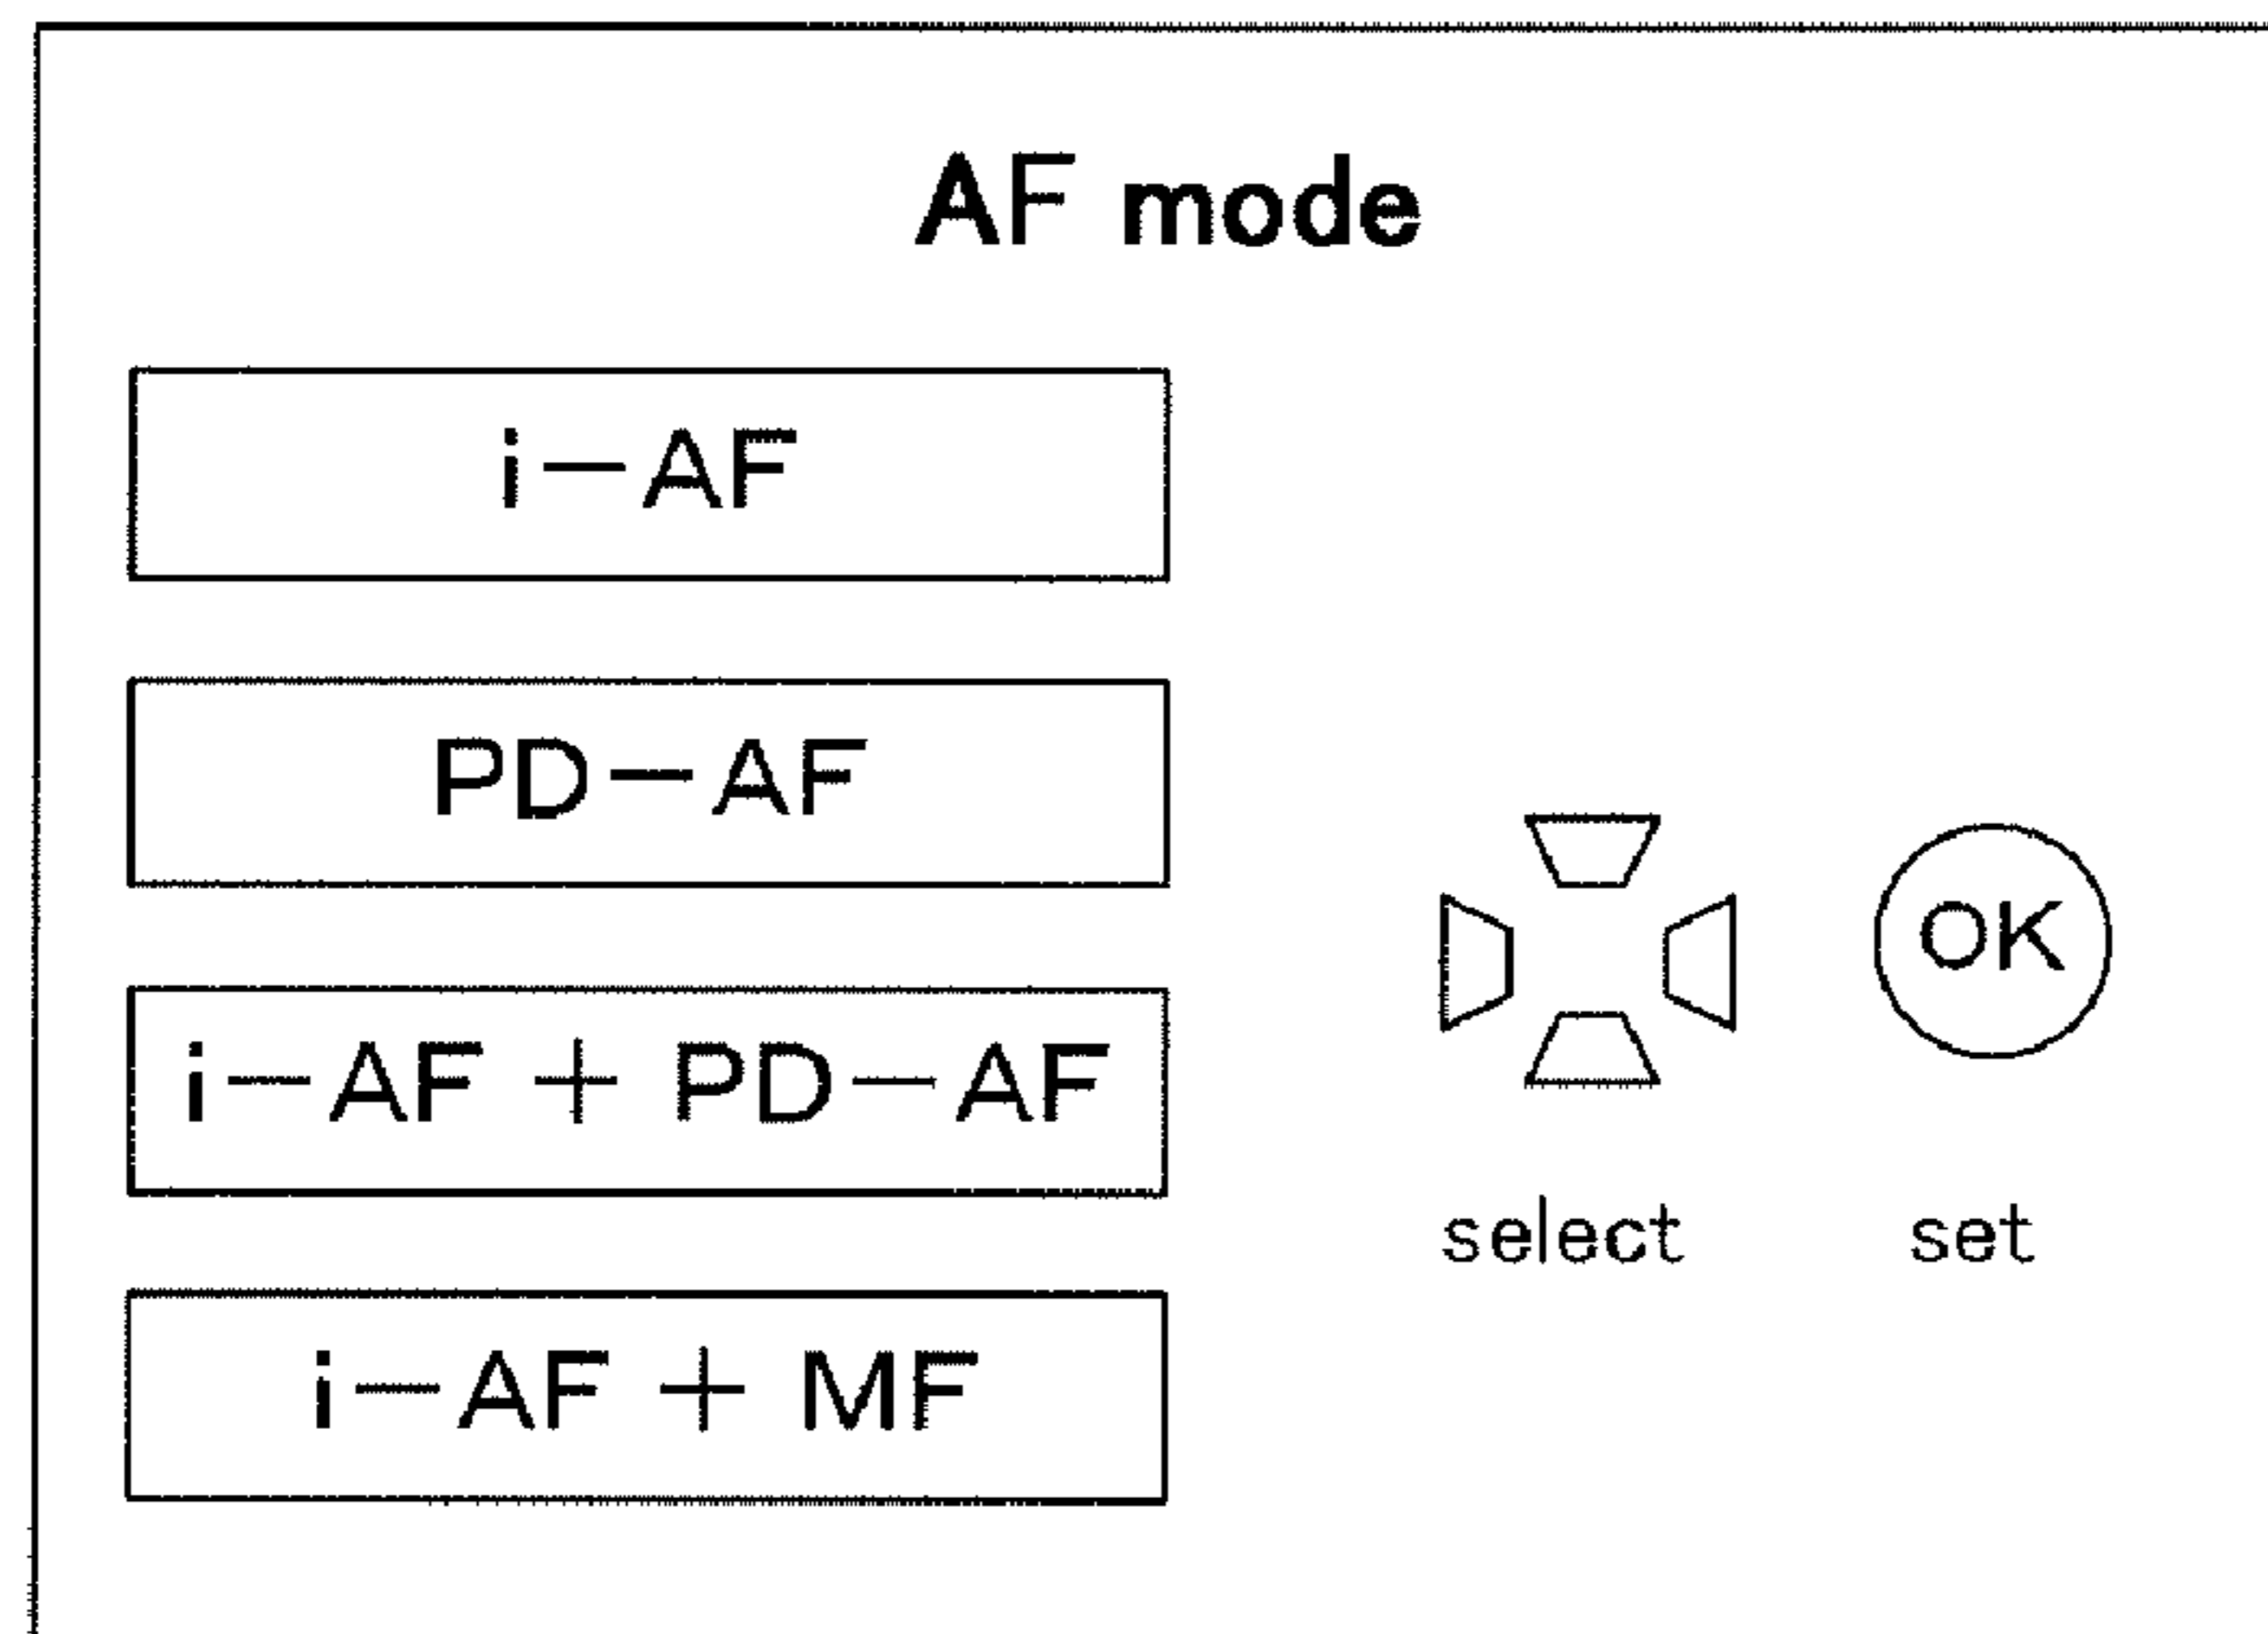 AF mode
i-AF
PD-AF
i-AF + PD-AF
i-AF + MF
OK
select set